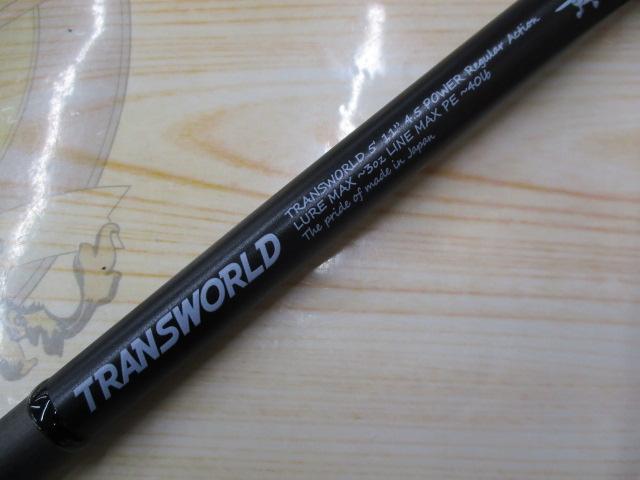 TRANSWORLD
TRANSWORLD 5' 11" 4.5 POWER Regular Action
LURE MAX ~3oz LINE MAX PE ~40lb
The pride of made in Japan